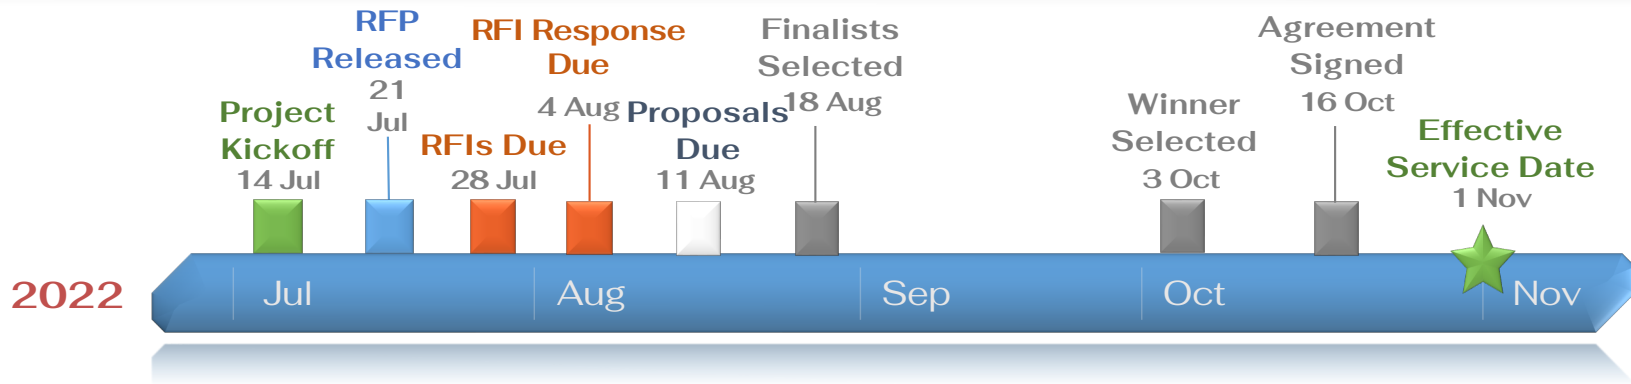 Project
Kickoff
14 Jul
RFP
Released
21
Jul
RFIs Due
28 Jul
RFI Response
Due
4 Aug
Proposals
Due
11 Aug
Finalists
Selected
18 Aug
Winner
Selected
3 Oct
Agreement
Signed
16 Oct
Effective
Service Date
1 Nov
2022
Jul
Aug
Sep
Oct
Nov